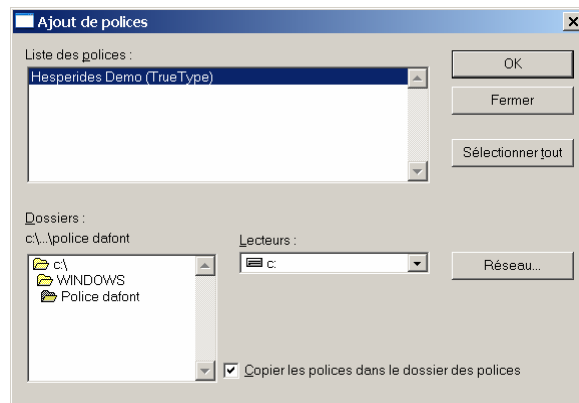 Ajout de polices
Liste des polices :
Hesperides Demo (TrueType)
OK
Fermer
Sélectionner tout
Dossiers :
c:\...\police dafont
c:\
WINDOWS
Police dafont
Lecteurs :
c:
Réseau...
Copier les polices dans le dossier des polices